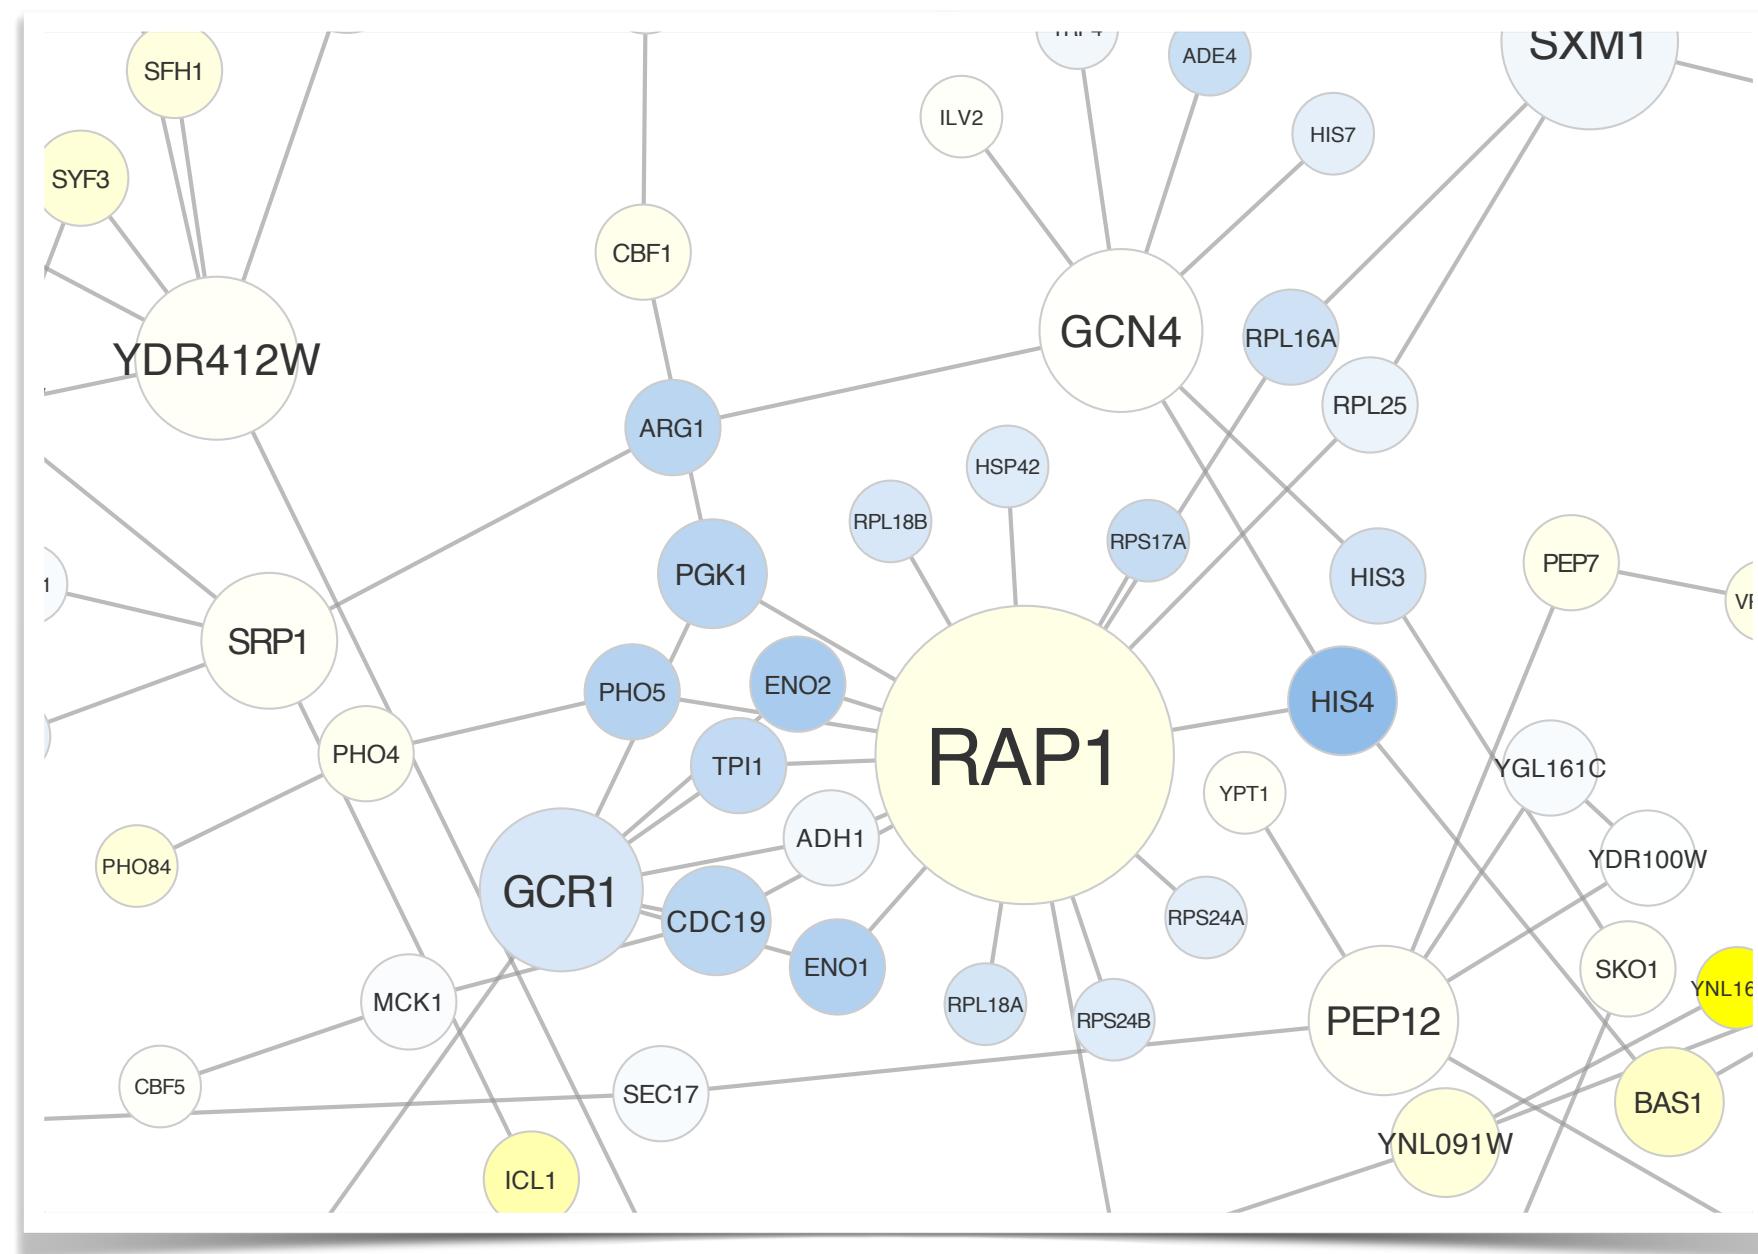 SXM1
SFH1
ADE4
ILV2
HIS7
SYF3
CBF1
GCN4
RPL16A
YDR412W
RPL25
ARG1
HSP42
RPL18B
RPS17A
PEP7
PGK1
HIS3
SRP1
ENO2
PHO5
HIS4
PHO4
RAP1
TPI1
YGL161C
YPT1
ADH1
YDR100W
PHO84
GCR1
CDC19
RPS24A
ENO1
SKO1
MCK1
RPL18A
RPS24B
PEP12
CBF5
SEC17
BAS1
YNL091W
ICL1